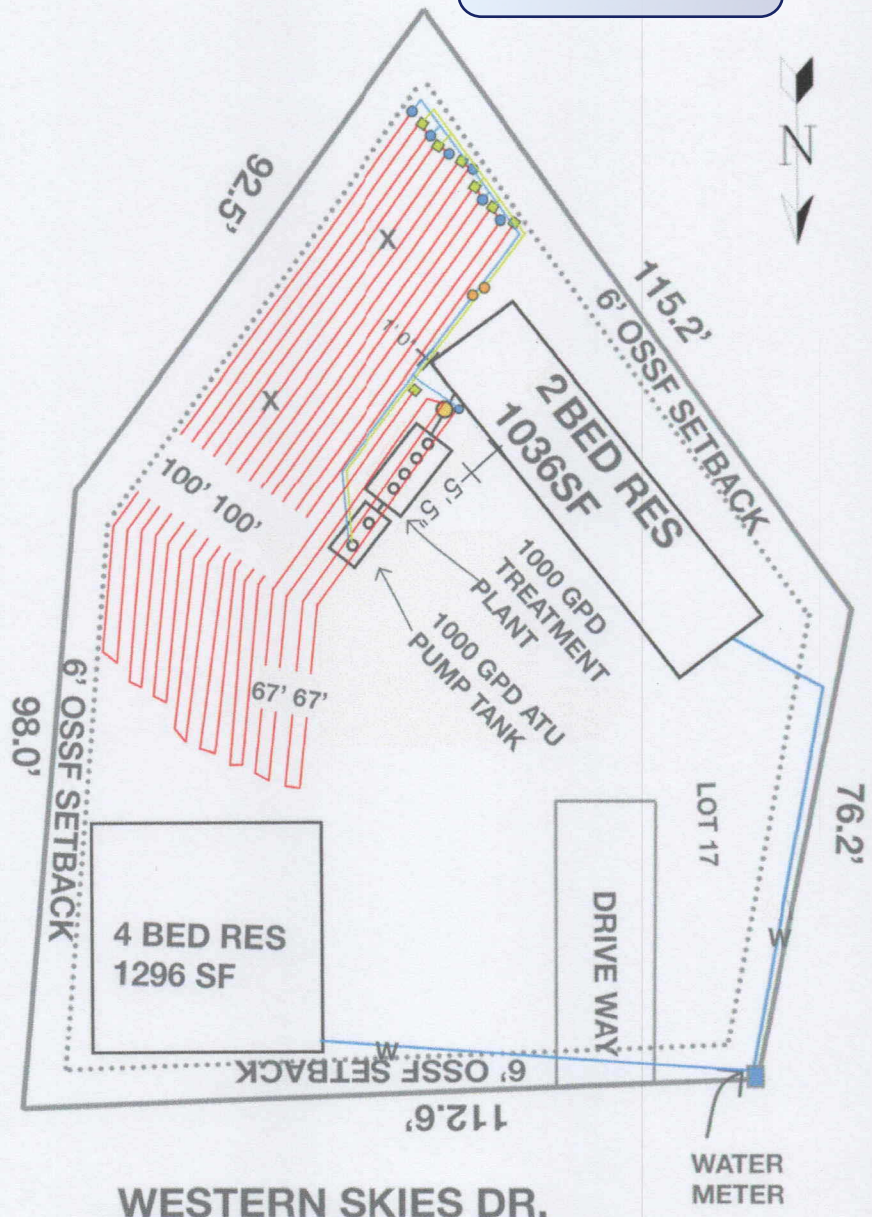 N
92.5'
115.2'
6' OSSF SETBACK
2 BED RES
1036SF
X
X
1'.0'
5'. 5'.
100' 100'
1000 GPD
TREATMENT
PLANT
1000 GPD ATU
PUMP TANK
67' 67'
6' OSSF SETBACK
98.0'
76.2'
LOT 17
W
DRIVE WAY
4 BED RES
1296 SF
W
6' OSSF SETBACK
112.6'
WATER
METER
WESTERN SKIES DR.